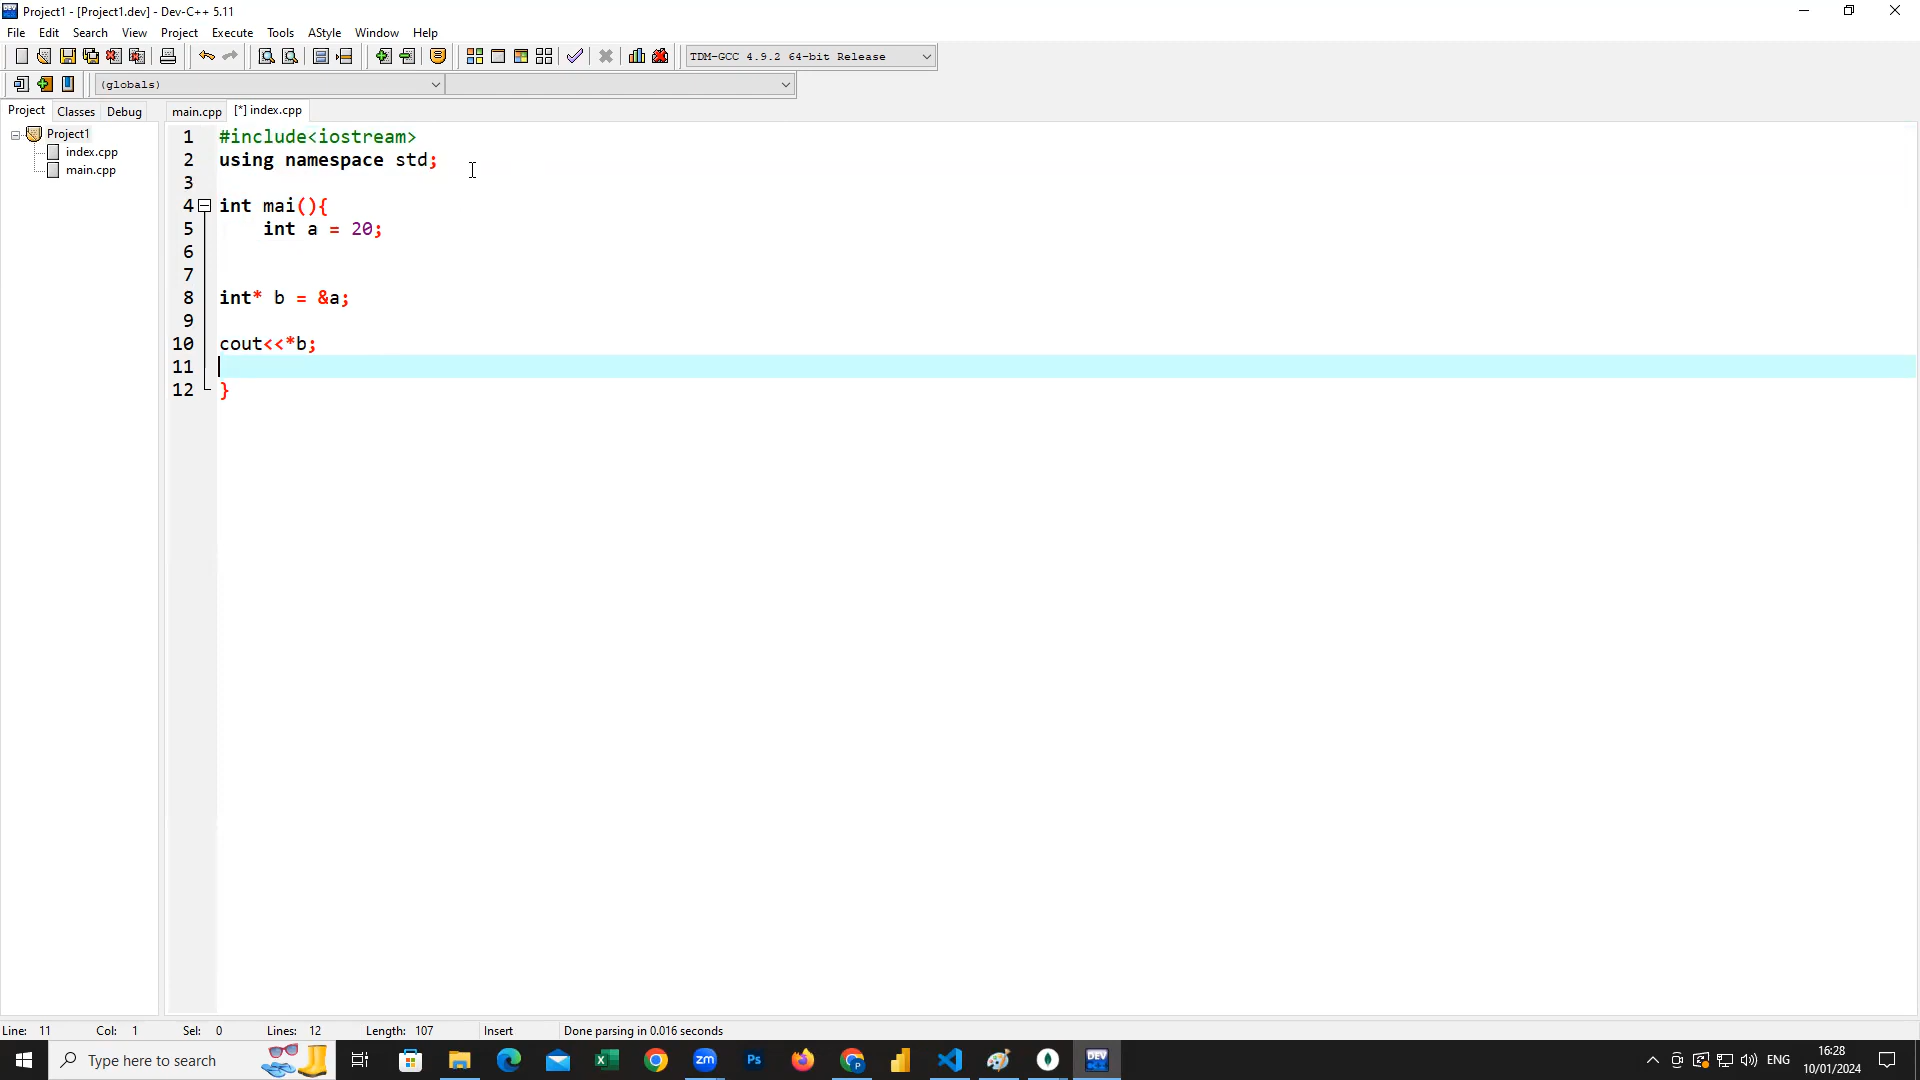 Project1 - [Project1.dev] - Dev-C++ 5.11
File Edit Search View Project Execute Tools AStyle Window Help
TDM-GCC 4.9.2 64-bit Release
(globals)
Project Classes Debug
main.cpp [*] index.cpp
Project1
index.cpp
main.cpp
1 #include<iostream>
2 using namespace std;
3
4 int mai(){
5 int a = 20;
6
7
8 int* b = &a;
9
10 cout<<*b;
11
12 }
Line: 11 Col: 1 Sel: 0 Lines: 12 Length: 107 Insert Done parsing in 0.016 seconds
Type here to search
zm
Ps
DEV
ENG
16:28
10/01/2024